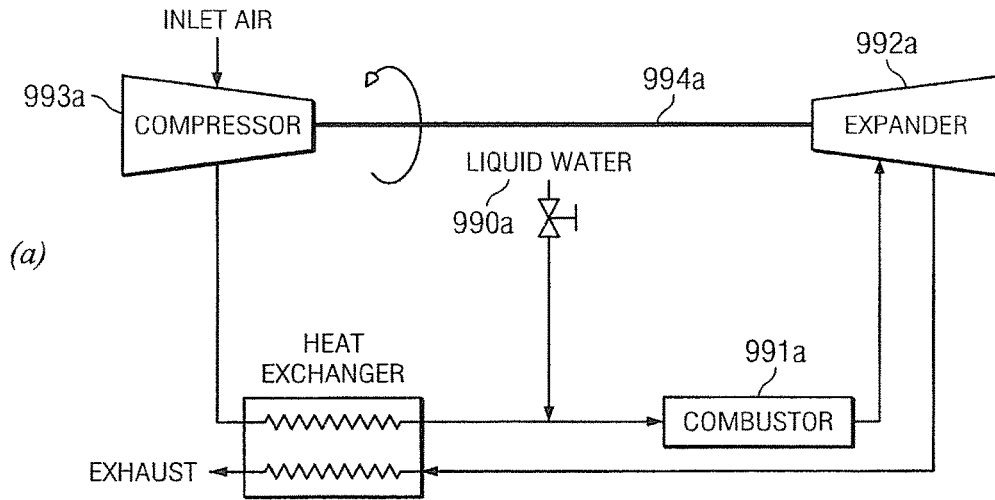 INLET AIR
993a
COMPRESSOR
994a
992a
EXPANDER
LIQUID WATER
990a
(a)
HEAT
EXCHANGER
991a
COMBUSTOR
EXHAUST